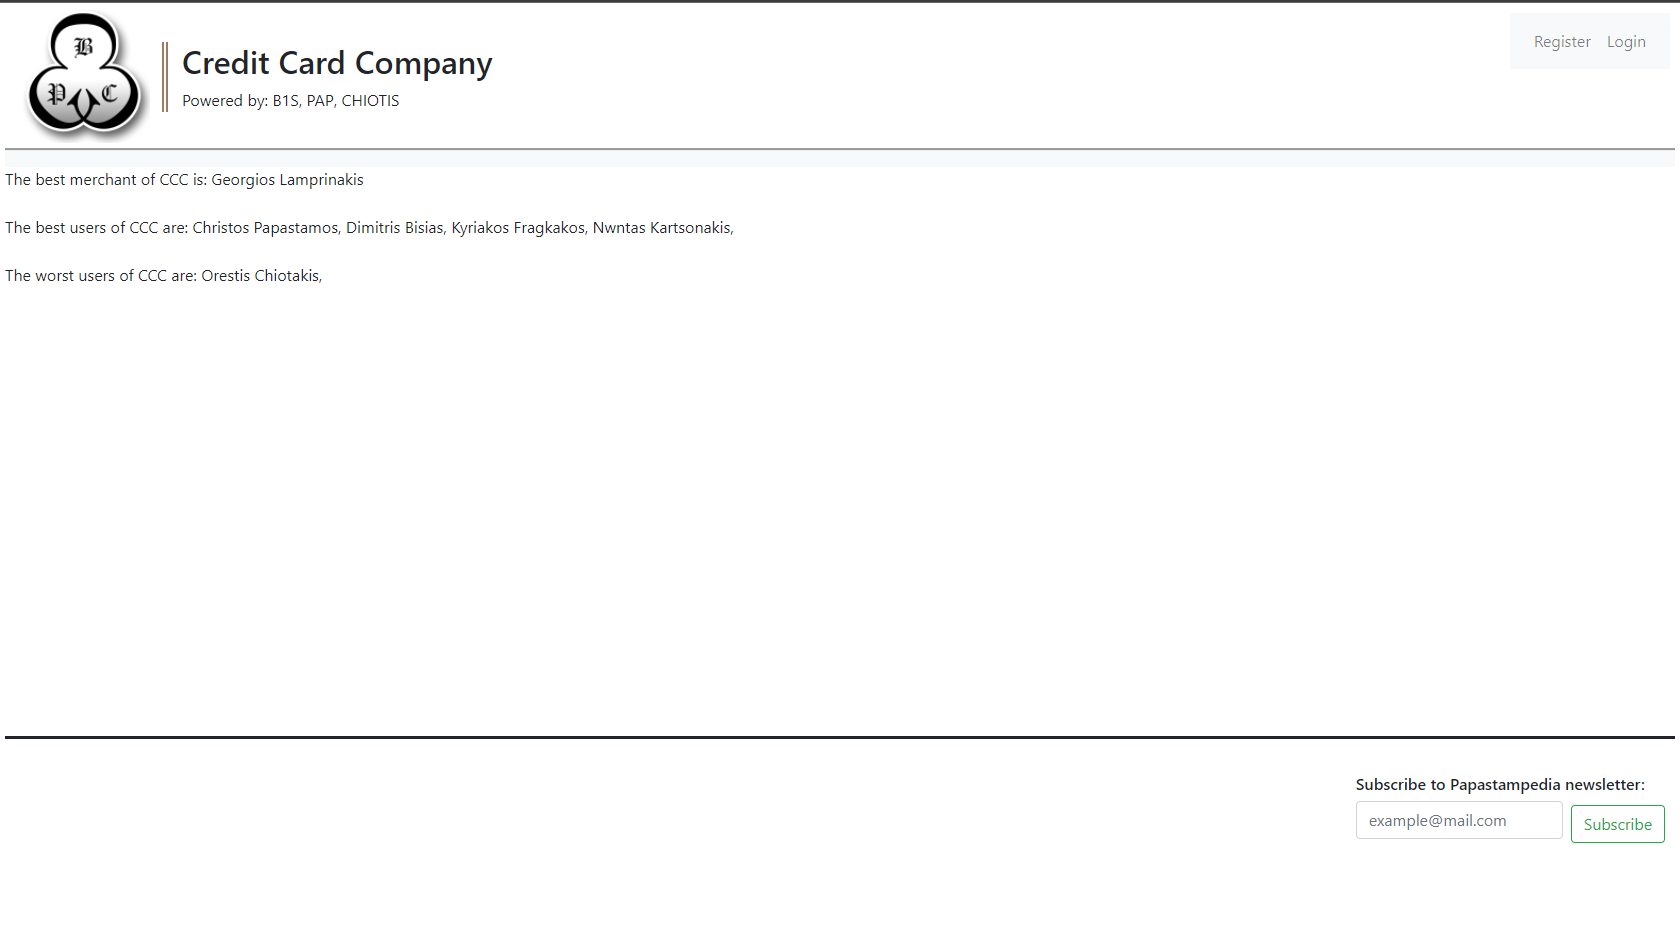 B
P C
Credit Card Company
Powered by: B1S, PAP, CHIOTIS
Register Login
The best merchant of CCC is: Georgios Lamprinakis
The best users of CCC are: Christos Papastamos, Dimitris Bisias, Kyriakos Fragkakos, Nwntas Kartsonakis,
The worst users of CCC are: Orestis Chiotakis,
Subscribe to Papastampedia newsletter:
example@mail.com Subscribe